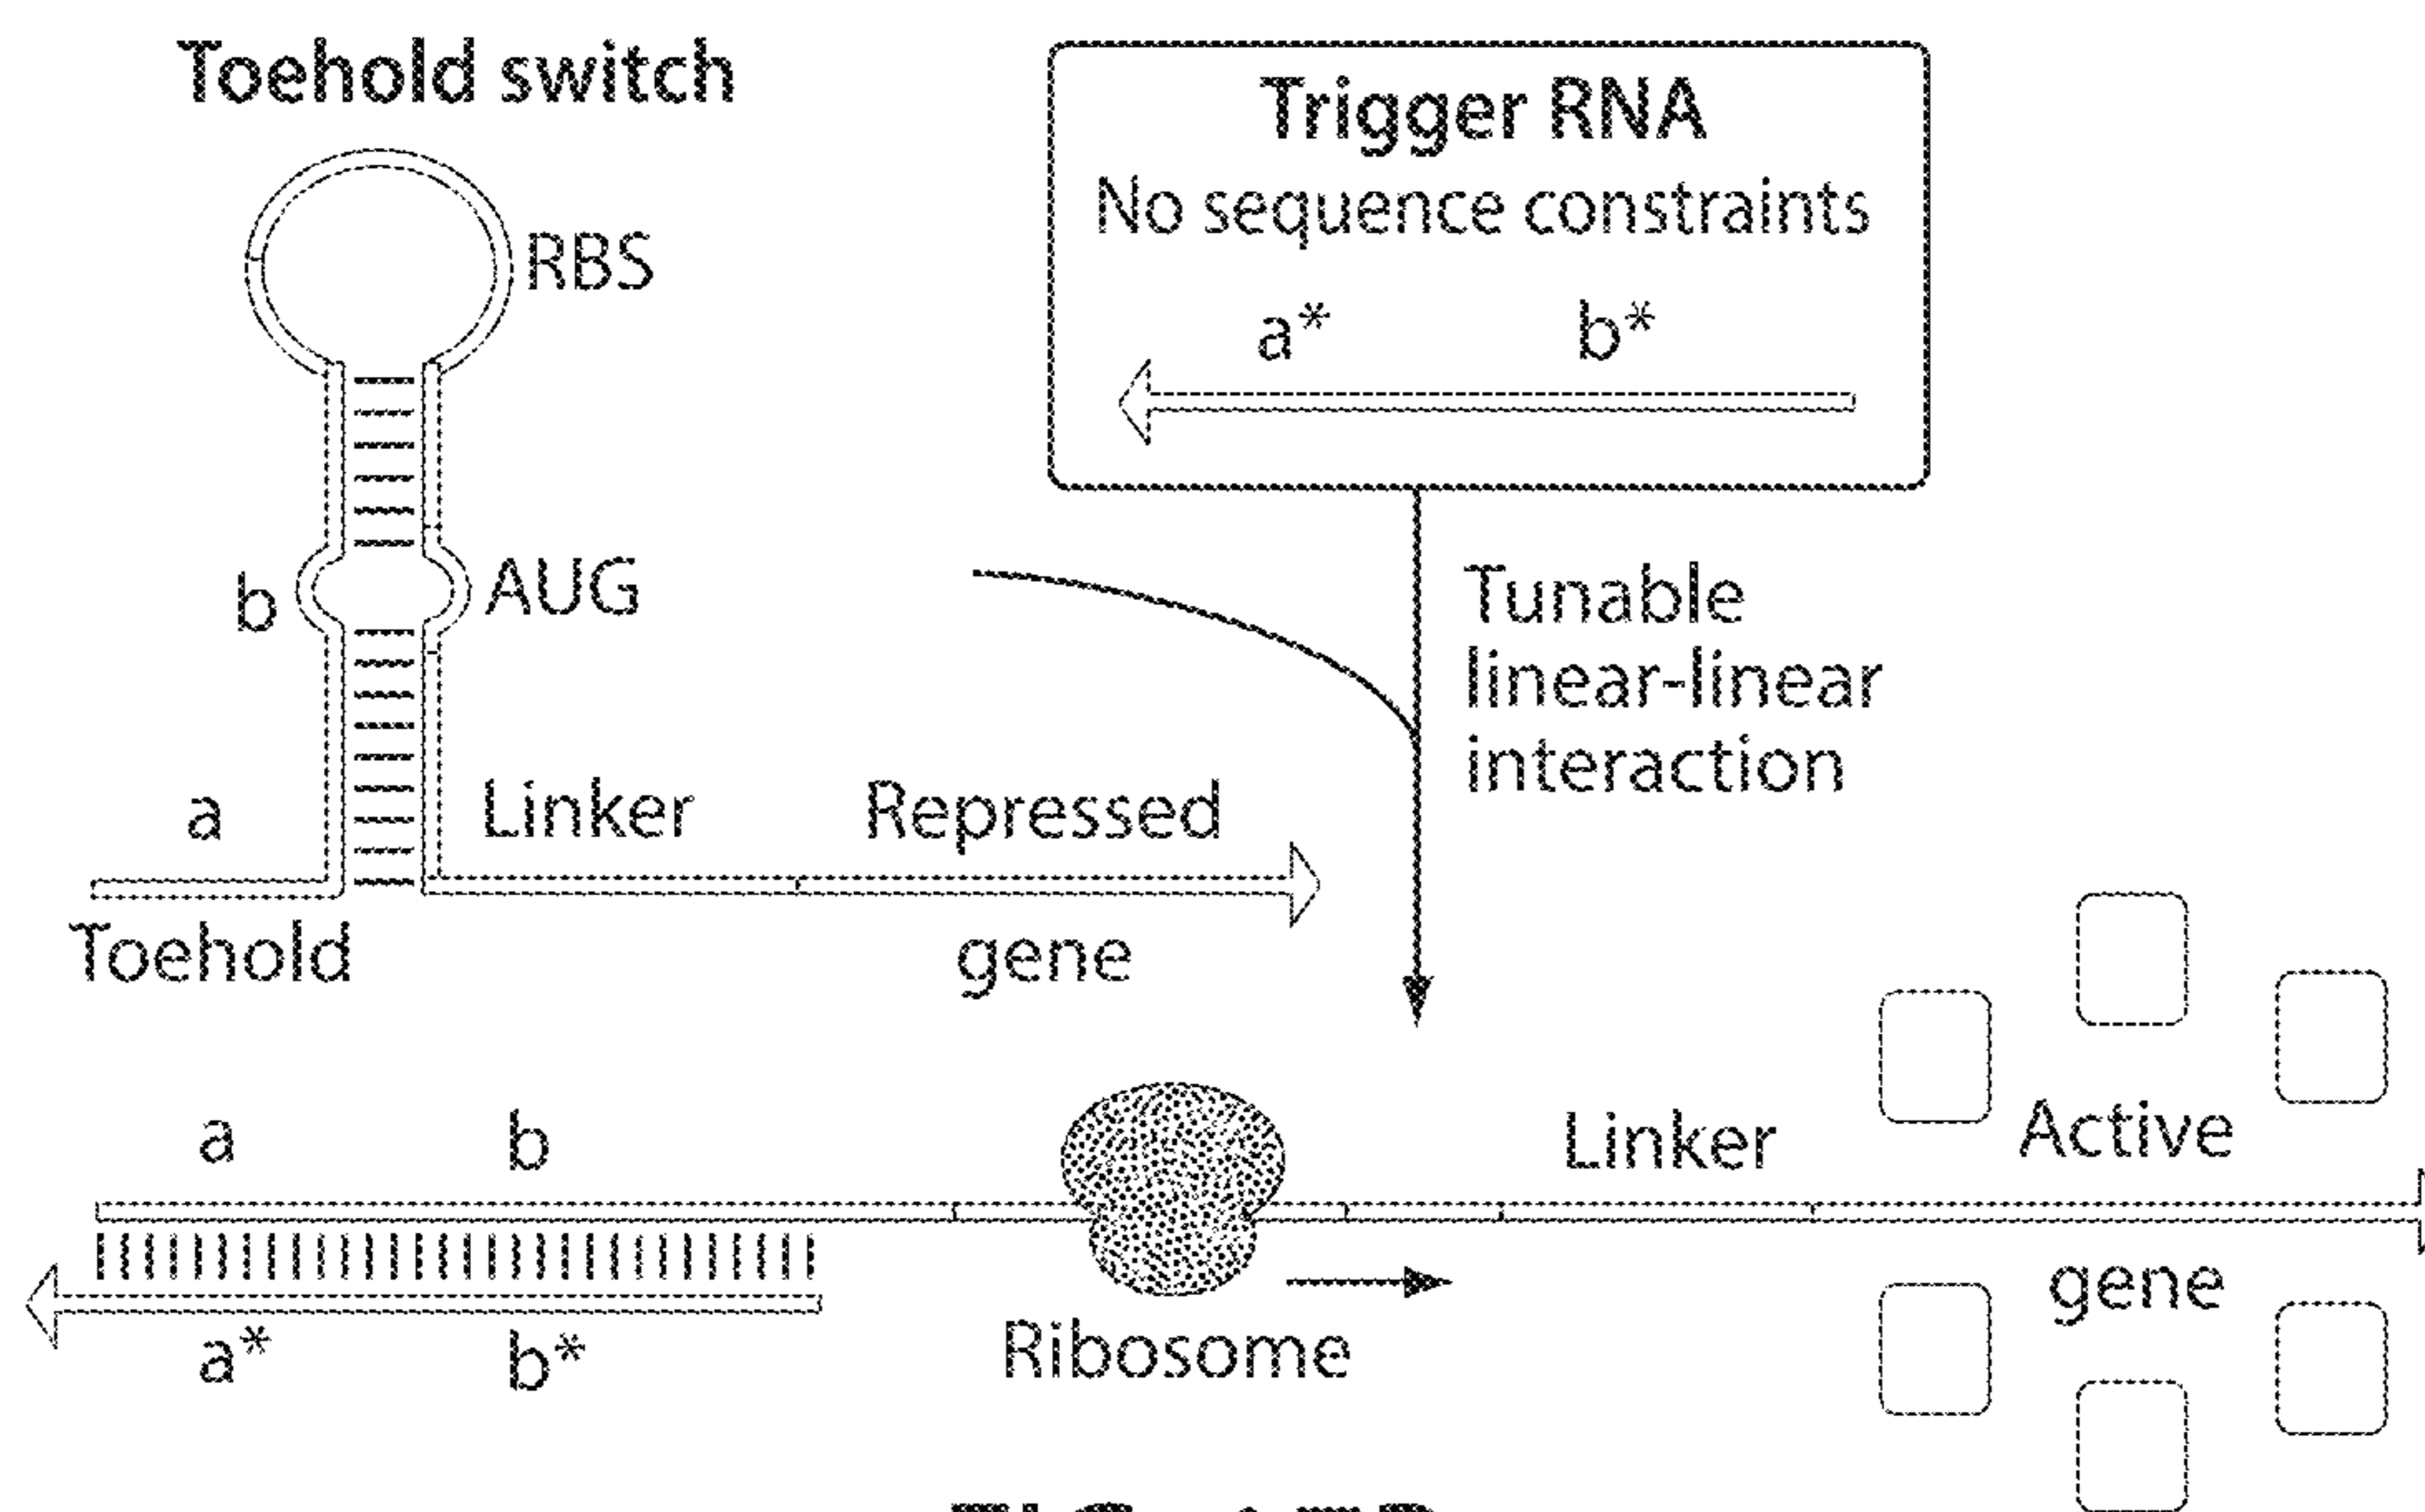 Toehold switch
Trigger RNA
No sequence constraints
a* b*
RBS
b
AUG
Tunable
linear-linear
interaction
a
Linker
Repressed
Toehold
gene
a b
Linker
Active
gene
a* b*
Ribosome